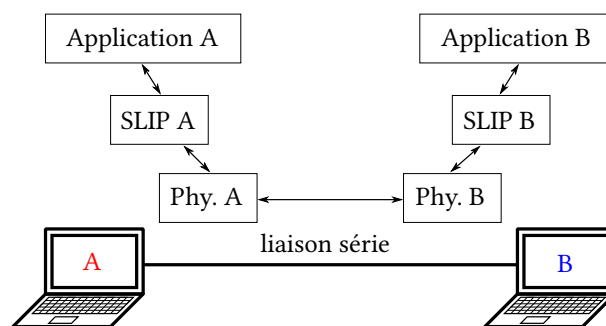 Application A
Application B
SLIP A
SLIP B
Phy. A
Phy. B
liaison série
A
B